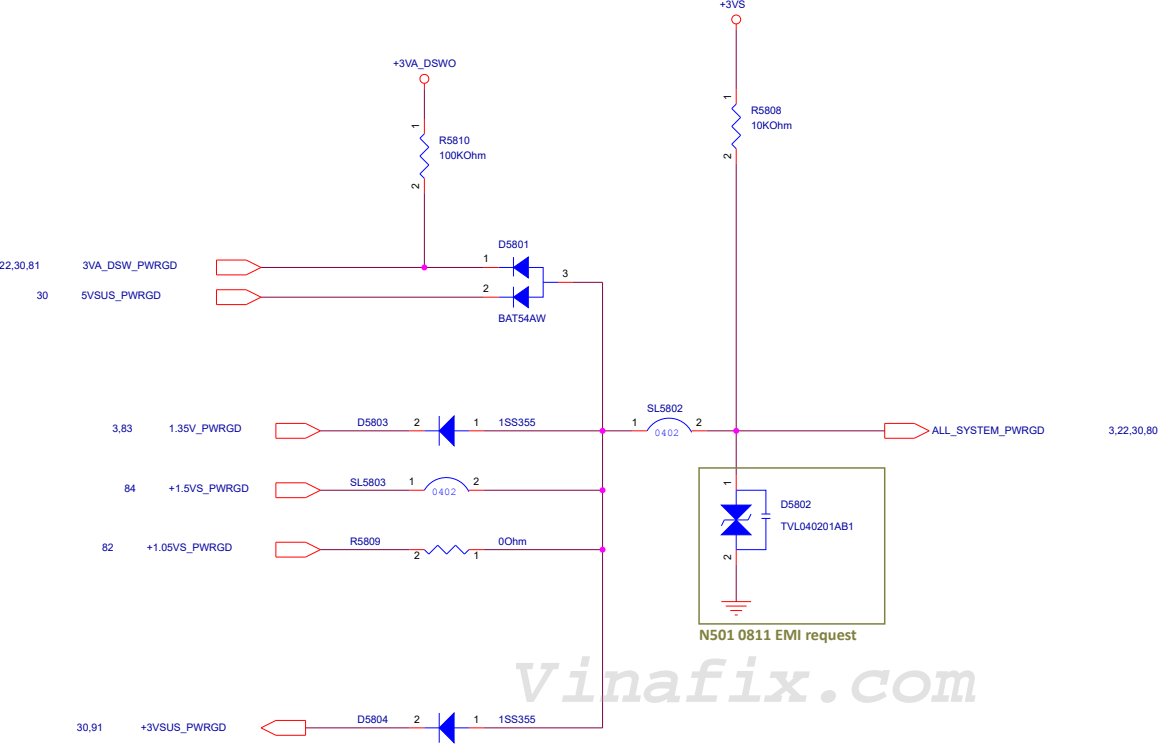 +3VS
+3VA_DSWO
1
R5808
10KOhm
2
1
R5810
100KOhm
2
D5801
22,30,81 3VA_DSW_PWRGD 1
3
30 5VSUS_PWRGD 2
BAT54AW
SL5802
3,83 1.35V_PWRGD D5803 2 1 1SS355 1 0402 2 ALL_SYSTEM_PWRGD 3,22,30,80
84 +1.5VS_PWRGD SL5803 1 0402 2
1
D5802
TVL040201AB1
2
82 +1.05VS_PWRGD R5809 2 1 0Ohm
N501 0811 EMI request
Vinafix.com
30,91 +3VSUS_PWRGD D5804 2 1 1SS355